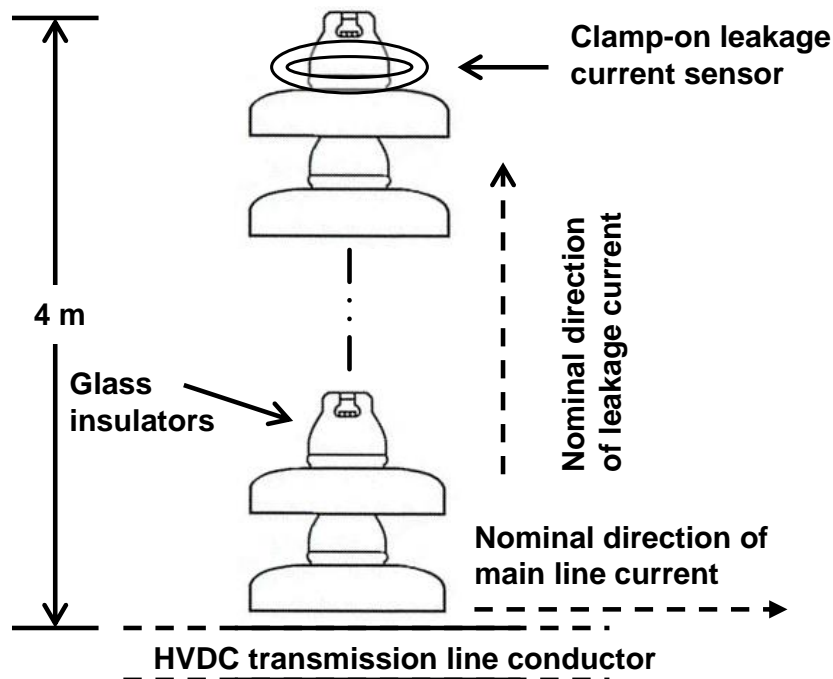 Clamp-on leakage
current sensor
4 m
Nominal direction
of leakage current
Glass
insulators
Nominal direction of
main line current
HVDC transmission line conductor